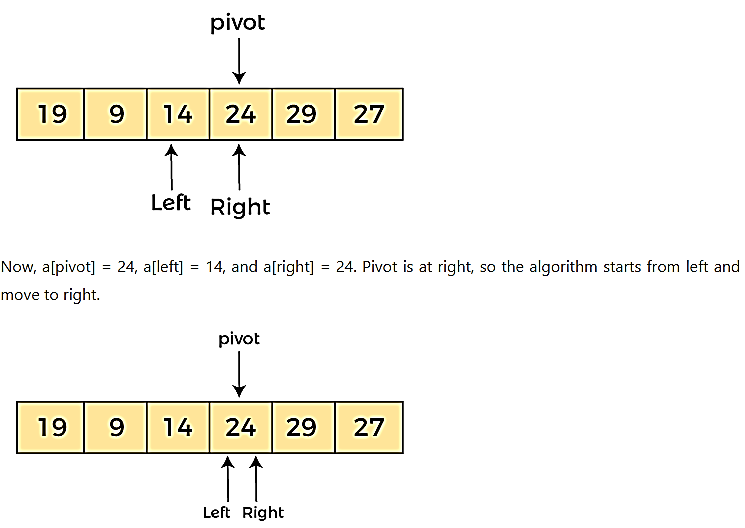 pivot
19 9 14 24 29 27
Left Right
Now, a[pivot] = 24, a[left] = 14, and a[right] = 24. Pivot is at right, so the algorithm starts from left and
move to right.
pivot
19 9 14 24 29 27
Left Right